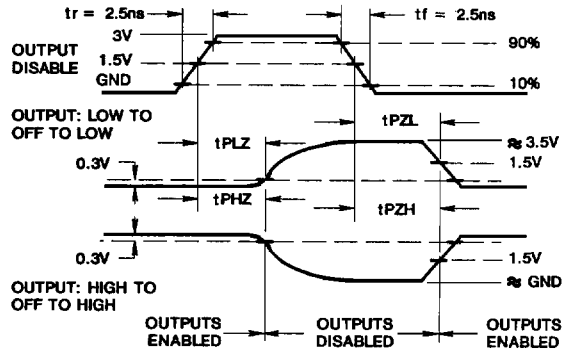 tr = 2.5ns
tf = 2.5ns
3V
90%
OUTPUT
DISABLE
1.5V
GND
10%
OUTPUT: LOW TO
OFF TO LOW
tPLZ
tPZL
≈ 3.5V
0.3V
1.5V
tPHZ
tPZH
0.3V
1.5V
OUTPUT: HIGH TO
OFF TO HIGH
≈ GND
OUTPUTS
ENABLED
OUTPUTS
DISABLED
OUTPUTS
ENABLED